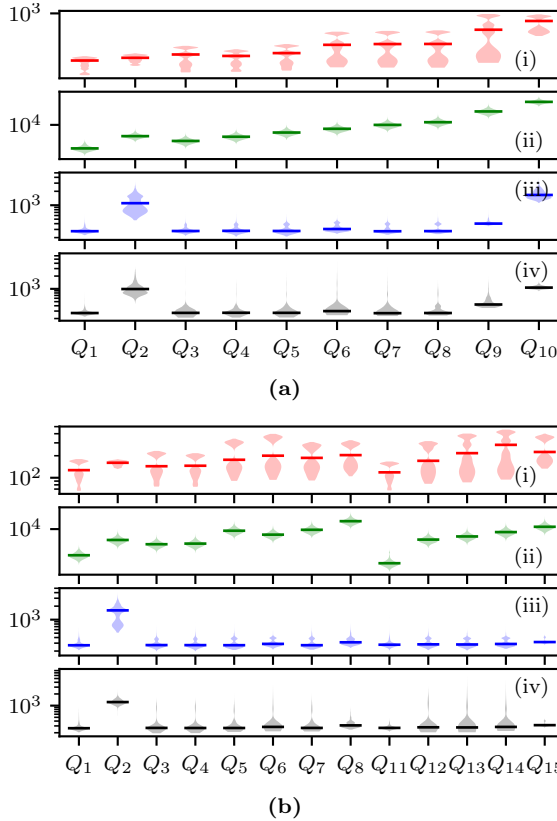 10³
(i)
10⁴
(ii)
10³
(iii)
10³
(iv)
Q₁ Q₂ Q₃ Q₄ Q₅ Q₆ Q₇ Q₈ Q₉ Q₁₀
(a)
10²
(i)
10⁴
(ii)
10³
(iii)
10³
(iv)
Q₁ Q₂ Q₃ Q₄ Q₅ Q₆ Q₇ Q₈ Q₁₁ Q₁₂ Q₁₃ Q₁₄ Q₁₅
(b)